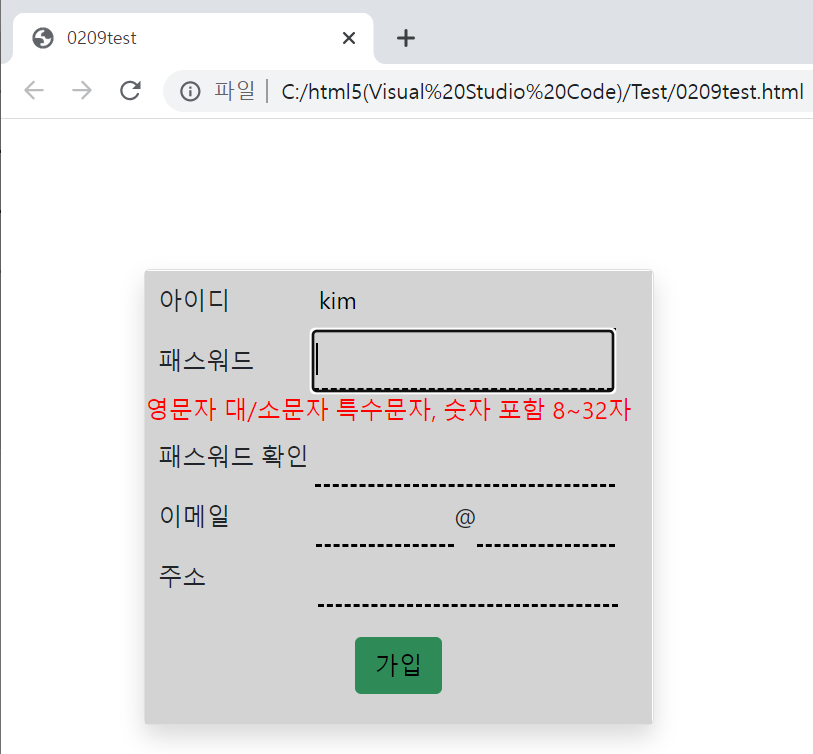 0209test
파일 C:/html5(Visual%20Studio%20Code)/Test/0209test.html
아이디 kim
패스워드
영문자 대/소문자 특수문자, 숫자 포함 8~32자
패스워드 확인
이메일 @
주소
가입